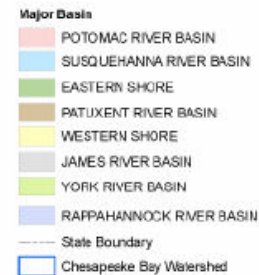 Major Basin
POTOMAC RIVER BASIN
SUSQUEHANNA RIVER BASIN
EASTERN SHORE
PATUXENT RIVER BASIN
WESTERN SHORE
JAMES RIVER BASIN
YORK RIVER BASIN
RAPPAHANNOCK RIVER BASIN
State Boundary
Chesapeake Bay Watershed